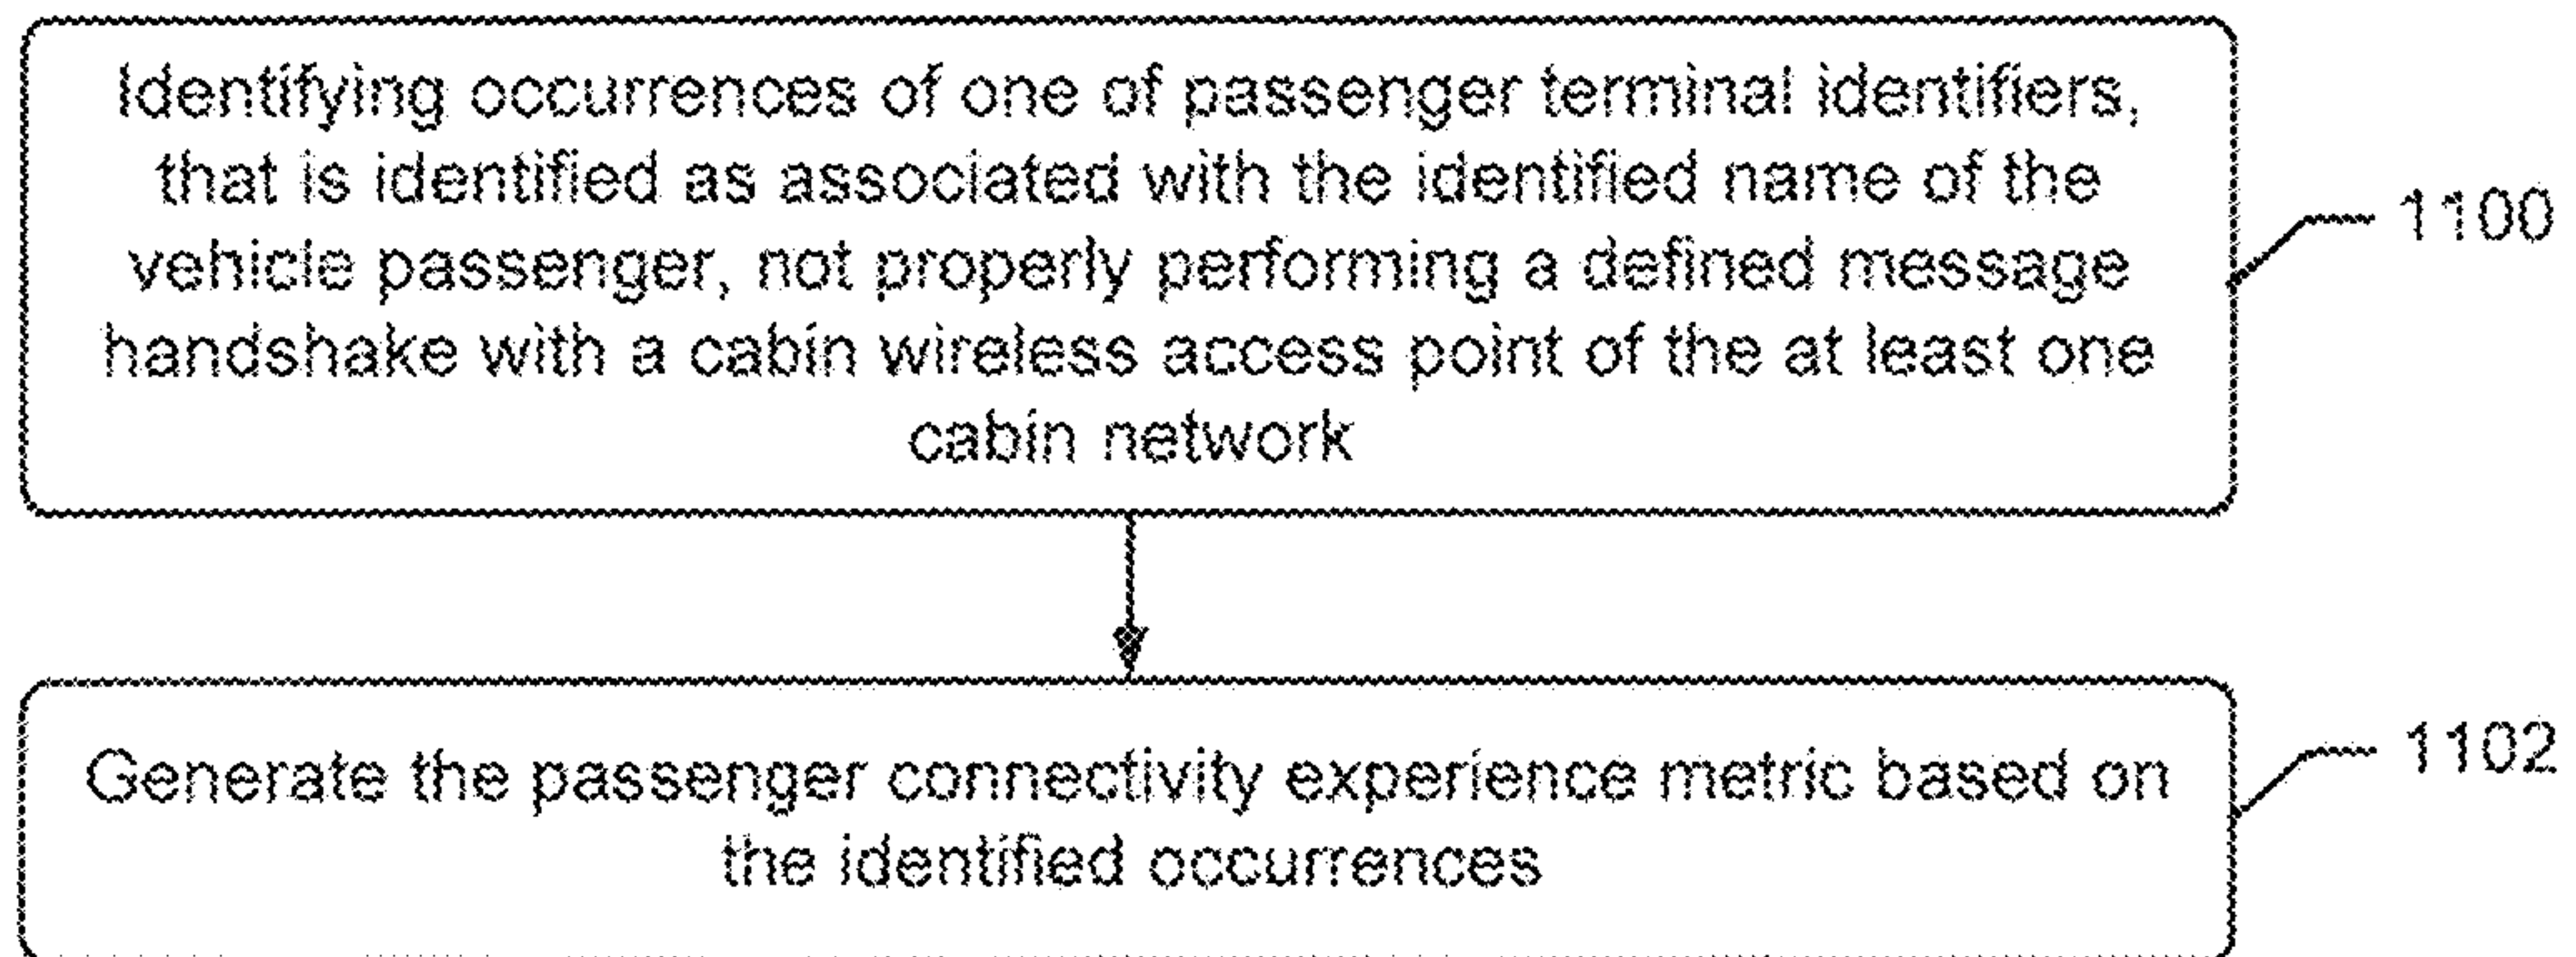 Identifying occurrences of one of passenger terminal identifiers,
that is identified as associated with the identified name of the
vehicle passenger, not properly performing a defined message
handshake with a cabin wireless access point of the at least one
cabin network
1100
Generate the passenger connectivity experience metric based on
the identified occurrences
1102